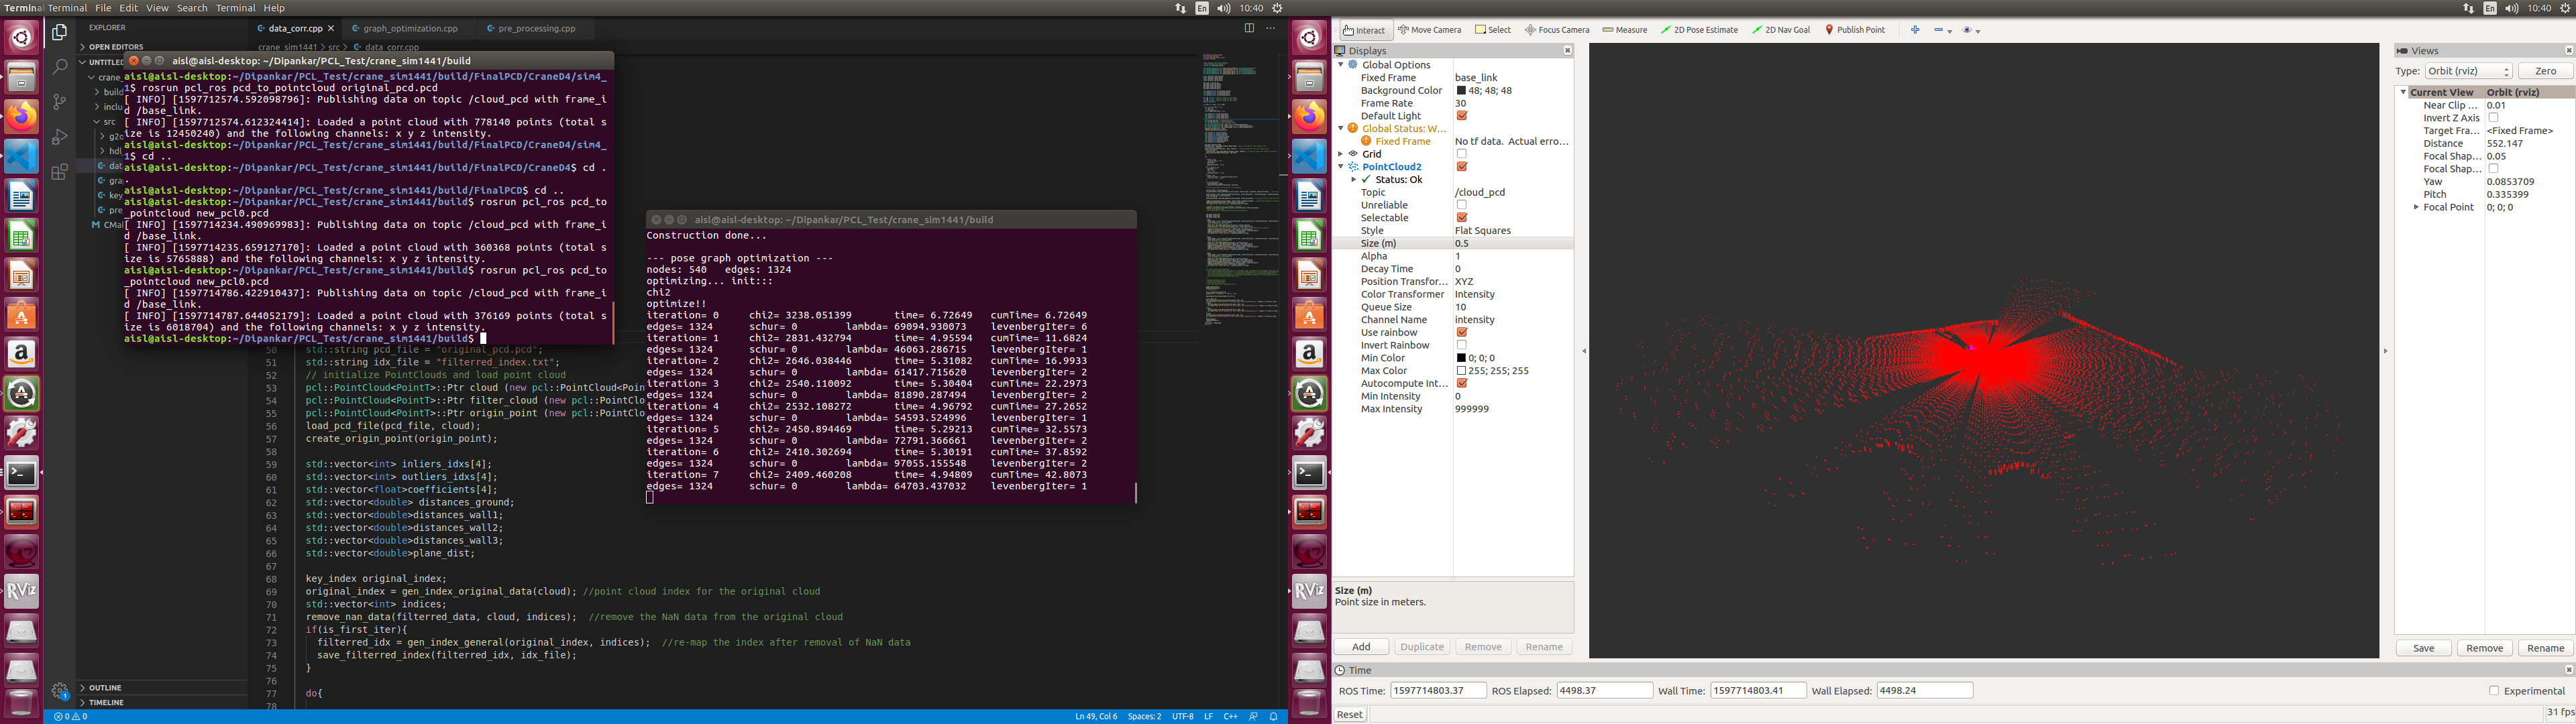 Terminal Terminal File Edit View Search Terminal Help
En 10:40
En 10:40
EXPLORER
OPEN EDITORS
data_corr.cpp
graph_optimization.cpp
pre_processing.cpp
crane_sim1441 > src > data_corr.cpp
OUTLINE
TIMELINE
aisl@aisl-desktop: ~/Dipankar/PCL_Test/crane_sim1441/build
aisl@aisl-desktop:~/Dipankar/PCL_Test/crane_sim1441/build/FinalPCD/CraneD4/sim4_
1$ rosrun pcl_ros pcd_to_pointcloud original_pcd.pcd
[ INFO] [1597712574.592098796]: Publishing data on topic /cloud_pcd with frame_i
d /base_link.
[ INFO] [1597712574.612324414]: Loaded a point cloud with 778140 points (total s
ize is 12450240) and the following channels: x y z intensity.
aisl@aisl-desktop:~/Dipankar/PCL_Test/crane_sim1441/build/FinalPCD/CraneD4/sim4_
1$ cd ..
aisl@aisl-desktop:~/Dipankar/PCL_Test/crane_sim1441/build/FinalPCD/CraneD4$ cd .
.
aisl@aisl-desktop:~/Dipankar/PCL_Test/crane_sim1441/build/FinalPCD$ cd ..
aisl@aisl-desktop:~/Dipankar/PCL_Test/crane_sim1441/build$ rosrun pcl_ros pcd_to
_pointcloud new_pcl0.pcd
[ INFO] [1597714234.490969983]: Publishing data on topic /cloud_pcd with frame_i
d /base_link.
[ INFO] [1597714235.659127170]: Loaded a point cloud with 360368 points (total s
ize is 5765888) and the following channels: x y z intensity.
aisl@aisl-desktop:~/Dipankar/PCL_Test/crane_sim1441/build$ rosrun pcl_ros pcd_to
_pointcloud new_pcl0.pcd
[ INFO] [1597714786.422910437]: Publishing data on topic /cloud_pcd with frame_i
d /base_link.
[ INFO] [1597714787.644052179]: Loaded a point cloud with 376169 points (total s
ize is 6018704) and the following channels: x y z intensity.
aisl@aisl-desktop:~/Dipankar/PCL_Test/crane_sim1441/build$
50 std::string pcd_file = "original_pcd.pcd";
51 std::string idx_file = "filterred_index.txt";
52 // initialize PointClouds and load point cloud
53 pcl::PointCloud<PointT>::Ptr cloud (new pcl::PointCloud<Poin
54 pcl::PointCloud<PointT>::Ptr filter_cloud (new pcl::PointClo
55 pcl::PointCloud<PointT>::Ptr origin_point (new pcl::PointClo
56 load_pcd_file(pcd_file, cloud);
57 create_origin_point(origin_point);
58
59 std::vector<int> inliers_idxs[4];
60 std::vector<int> outliers_idxs[4];
61 std::vector<float>coefficients[4];
62 std::vector<double> distances_ground;
63 std::vector<double>distances_wall1;
64 std::vector<double>distances_wall2;
65 std::vector<double>distances_wall3;
66 std::vector<double>plane_dist;
67
68 key_index original_index;
69 original_index = gen_index_original_data(cloud); //point cloud index for the original cloud
70 std::vector<int> indices;
71 remove_nan_data(filterred_data, cloud, indices); //remove the NaN data from the original cloud
72 if(is_first_iter){
73 filterred_idx = gen_index_general(original_index, indices); //re-map the index after removal of NaN data
74 save_filterred_index(filterred_idx, idx_file);
75 }
76
77 do{
78
0 0
Ln 49, Col 6 Spaces: 2 UTF-8 LF C++
aisl@aisl-desktop: ~/Dipankar/PCL_Test/crane_sim1441/build
Construction done...
--- pose graph optimization ---
nodes: 540 edges: 1324
optimizing... init:::
chi2
optimize!!
iteration= 0 chi2= 3238.051399 time= 6.72649 cumTime= 6.72649
edges= 1324 schur= 0 lambda= 69094.930073 levenbergIter= 6
iteration= 1 chi2= 2831.432794 time= 4.95594 cumTime= 11.6824
edges= 1324 schur= 0 lambda= 46063.286715 levenbergIter= 1
iteration= 2 chi2= 2646.038446 time= 5.31082 cumTime= 16.9933
edges= 1324 schur= 0 lambda= 61417.715620 levenbergIter= 2
iteration= 3 chi2= 2540.110092 time= 5.30404 cumTime= 22.2973
edges= 1324 schur= 0 lambda= 81890.287494 levenbergIter= 2
iteration= 4 chi2= 2532.108272 time= 4.96792 cumTime= 27.2652
edges= 1324 schur= 0 lambda= 54593.524996 levenbergIter= 1
iteration= 5 chi2= 2450.894469 time= 5.29213 cumTime= 32.5573
edges= 1324 schur= 0 lambda= 72791.366661 levenbergIter= 2
iteration= 6 chi2= 2410.302694 time= 5.30191 cumTime= 37.8592
edges= 1324 schur= 0 lambda= 97055.155548 levenbergIter= 2
iteration= 7 chi2= 2409.460208 time= 4.94809 cumTime= 42.8073
edges= 1324 schur= 0 lambda= 64703.437032 levenbergIter= 1
Interact Move Camera Select Focus Camera Measure 2D Pose Estimate 2D Nav Goal Publish Point
Displays
Global Options
Fixed Frame base_link
Background Color 48; 48; 48
Frame Rate 30
Default Light
Global Status: W...
Fixed Frame No tf data. Actual erro...
Grid
PointCloud2
Status: Ok
Topic /cloud_pcd
Unreliable
Selectable
Style Flat Squares
Size (m) 0.5
Alpha 1
Decay Time 0
Position Transfor... XYZ
Color Transformer Intensity
Queue Size 10
Channel Name intensity
Use rainbow
Invert Rainbow
Min Color 0; 0; 0
Max Color 255; 255; 255
Autocompute Int...
Min Intensity 0
Max Intensity 999999
Size (m)
Point size in meters.
Add Duplicate Remove Rename
Time
ROS Time: 1597714803.37 ROS Elapsed: 4498.37 Wall Time: 1597714803.41 Wall Elapsed: 4498.24 Experimental
Reset 31 fps
Views
Type: Orbit (rviz) Zero
Current View Orbit (rviz)
Near Clip ... 0.01
Invert Z Axis
Target Fra... <Fixed Frame>
Distance 552.147
Focal Shap... 0.05
Focal Shap...
Yaw 0.0853709
Pitch 0.335399
Focal Point 0; 0; 0
Save Remove Rename